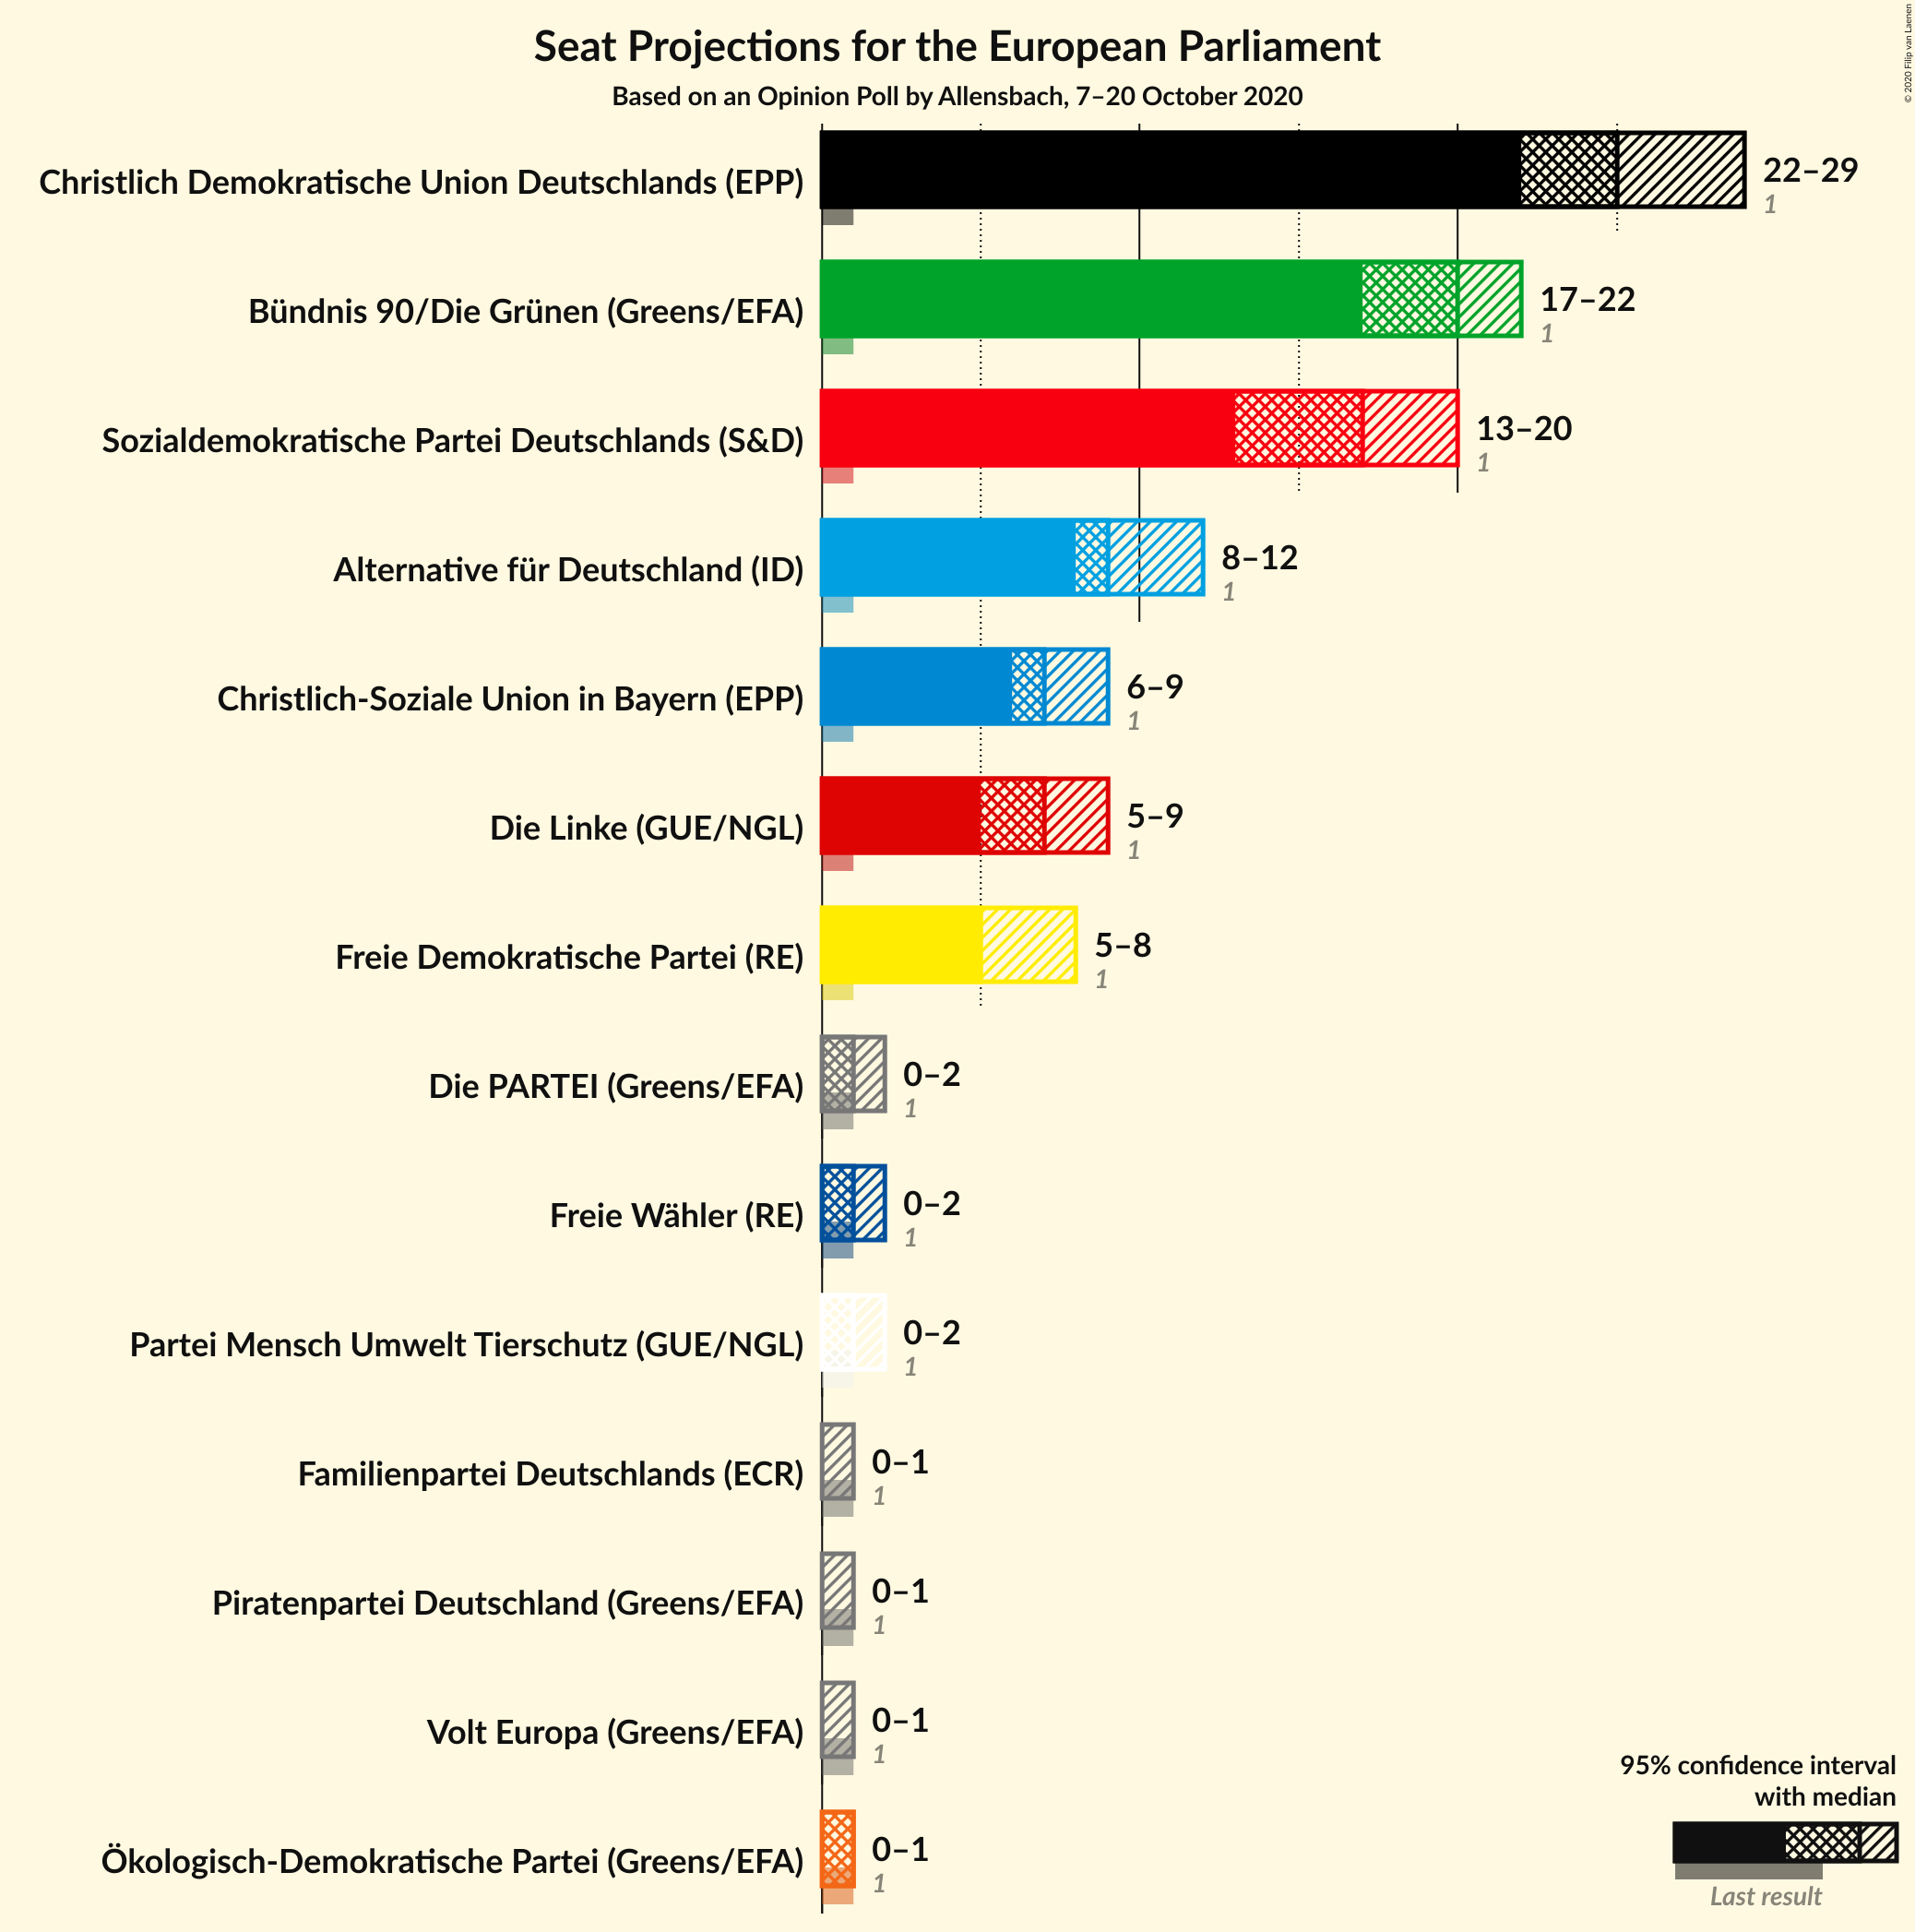 Seat Projections for the European Parliament
Based on an Opinion Poll by Allensbach, 7–20 October 2020
© 2020 Filip van Laenen
Christlich Demokratische Union Deutschlands (EPP)
22–29
1
Bündnis 90/Die Grünen (Greens/EFA)
17–22
1
Sozialdemokratische Partei Deutschlands (S&D)
13–20
1
Alternative für Deutschland (ID)
8–12
1
Christlich-Soziale Union in Bayern (EPP)
6–9
1
Die Linke (GUE/NGL)
5–9
1
Freie Demokratische Partei (RE)
5–8
1
Die PARTEI (Greens/EFA)
0–2
1
Freie Wähler (RE)
0–2
1
Partei Mensch Umwelt Tierschutz (GUE/NGL)
0–2
1
Familienpartei Deutschlands (ECR)
0–1
1
Piratenpartei Deutschland (Greens/EFA)
0–1
1
Volt Europa (Greens/EFA)
0–1
1
Ökologisch-Demokratische Partei (Greens/EFA)
0–1
1
95% confidence interval
with median
Last result